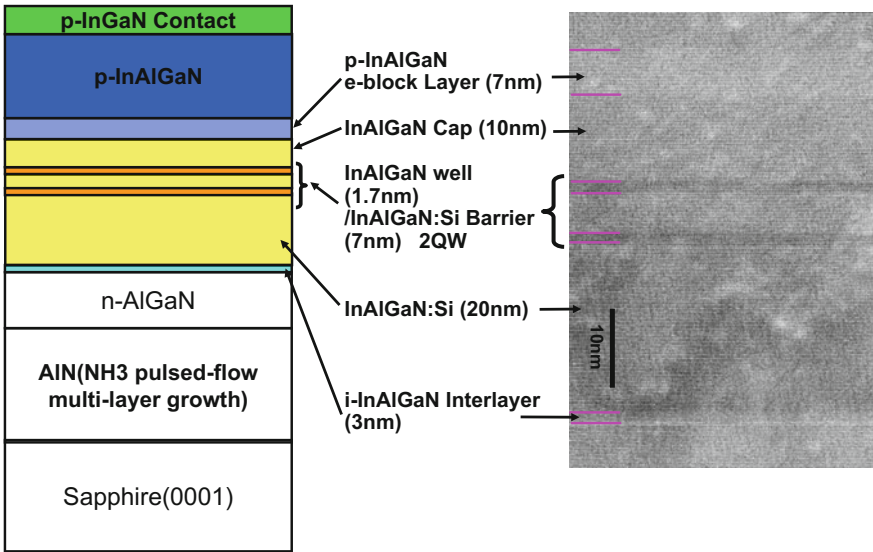 p-InGaN Contact
p-InAlGaN
n-AlGaN
AlN(NH3 pulsed-flow
multi-layer growth)
Sapphire(0001)
p-InAlGaN
e-block Layer (7nm)
InAlGaN Cap (10nm)
InAlGaN well
(1.7nm)
/InAlGaN:Si Barrier
(7nm) 2QW
InAlGaN:Si (20nm)
i-InAlGaN Interlayer
(3nm)
10nm